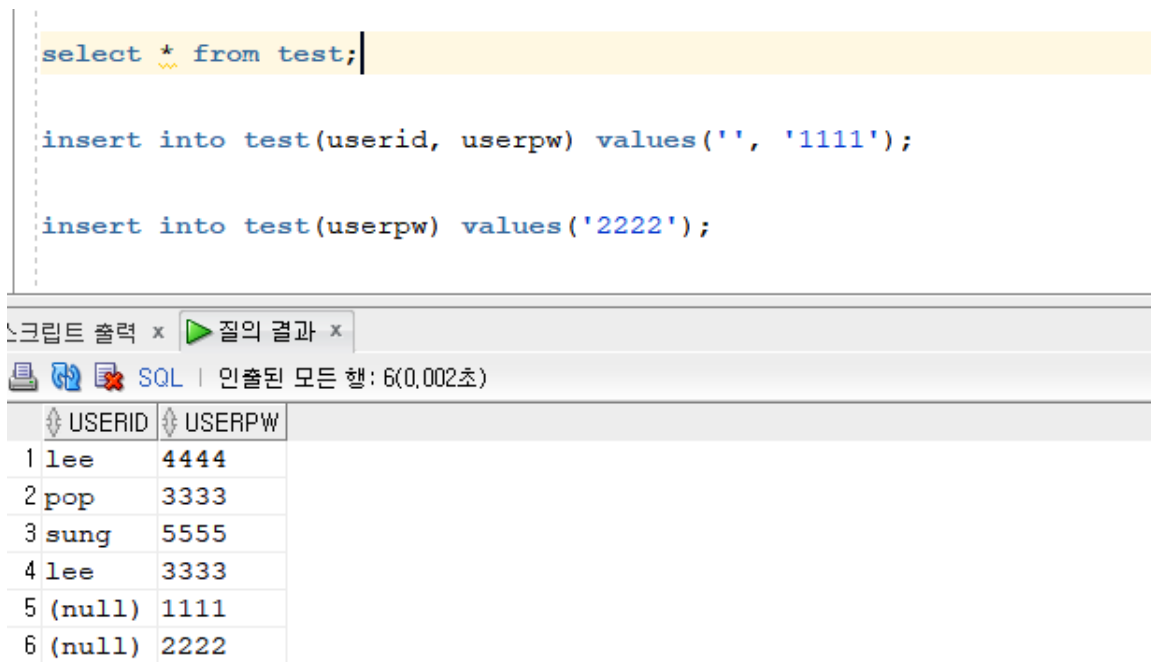 select * from test;
insert into test(userid, userpw) values('', '1111');
insert into test(userpw) values('2222');
스크립트 출력 x 질의 결과 x
SQL | 인출된 모든 행: 6(0,002초)
USERID USERPW
1 lee 4444
2 pop 3333
3 sung 5555
4 lee 3333
5 (null) 1111
6 (null) 2222